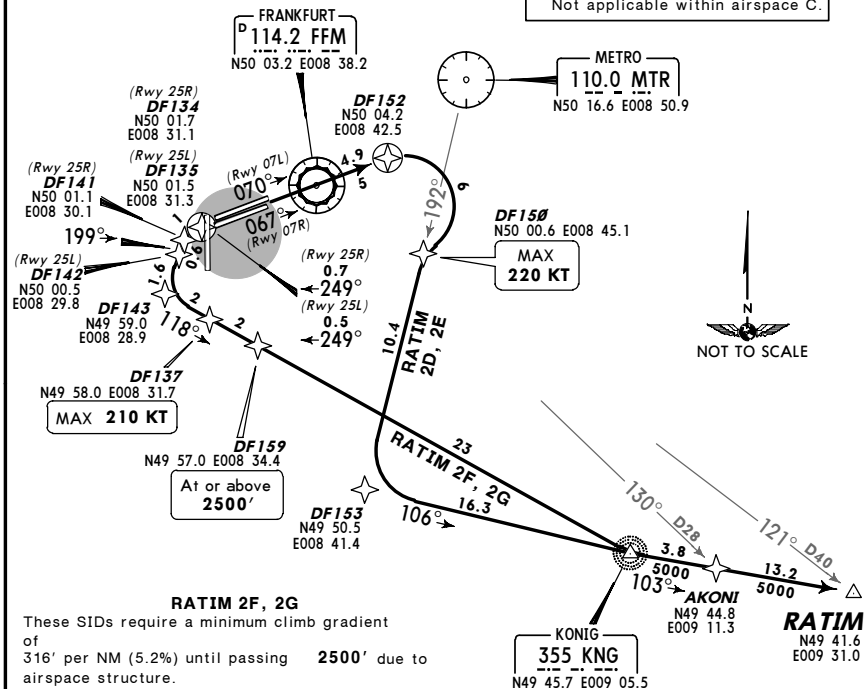 Not applicable within airspace C.
FRANKFURT
D 114.2 FFM
N50 03.2 E008 38.2
METRO
110.0 MTR
N50 16.6 E008 50.9
(Rwy 25R)
DF134
N50 01.7
E008 31.1
DF152
N50 04.2
E008 42.5
(Rwy 25L)
DF135
N50 01.5
E008 31.3
(Rwy 25R)
DF141
N50 01.1
E008 30.1
(Rwy 07L)
070°
4.9
5
067°
(Rwy 07R)
9
192°
1
0.6
199°
(Rwy 25L)
DF142
N50 00.5
E008 29.8
DF150
N50 00.6 E008 45.1
MAX
220 KT
(Rwy 25R)
0.7
249°
(Rwy 25L)
0.5
249°
1.6
DF143
N49 59.0
E008 28.9
2
118°
2
10.4
RATIM
2D, 2E
N
NOT TO SCALE
DF137
N49 58.0 E008 31.7
MAX 210 KT
DF159
N49 57.0 E008 34.4
At or above
2500'
23
RATIM 2F, 2G
DF153
N49 50.5
E008 41.4
106°
16.3
130°
D28
121°
D40
3.8
5000
103°
13.2
5000
AKONI
N49 44.8
E009 11.3
RATIM
N49 41.6
E009 31.0
KONIG
355 KNG
N49 45.7 E009 05.5
RATIM 2F, 2G
These SIDs require a minimum climb gradient
of
316' per NM (5.2%) until passing 2500' due to
airspace structure.